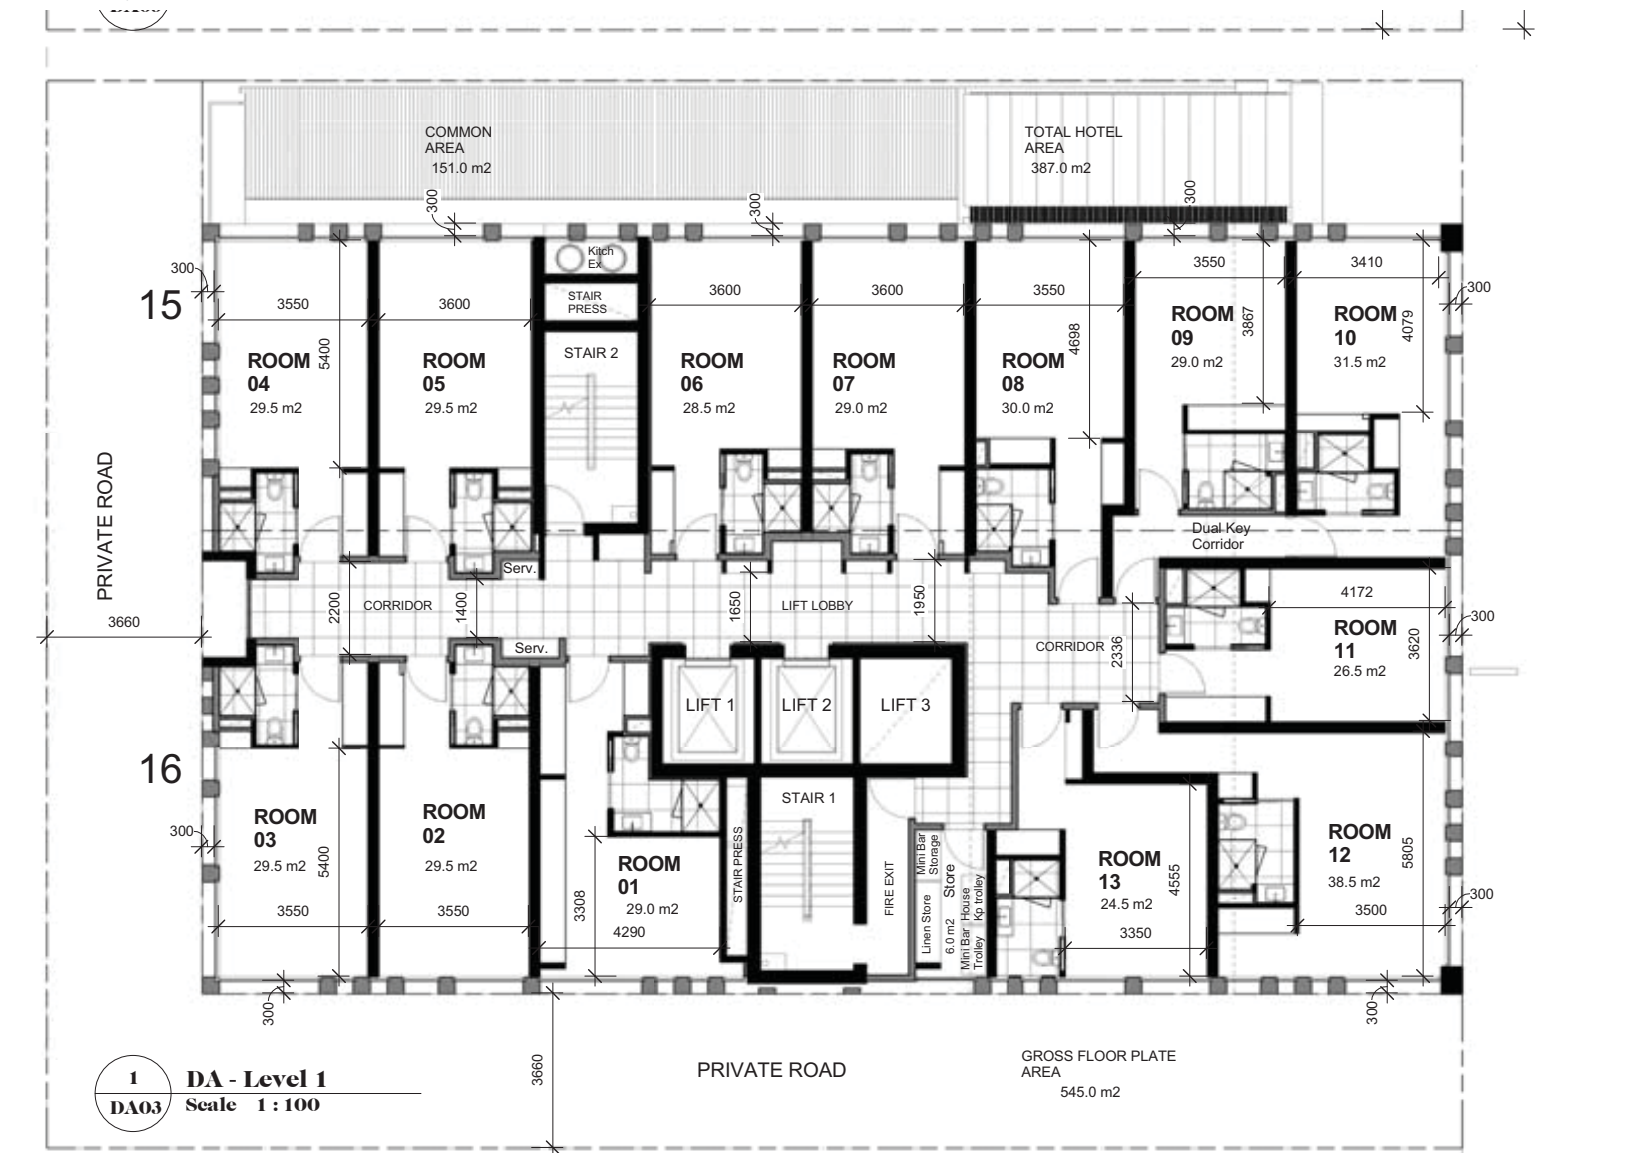 COMMON
AREA
151.0 m2
TOTAL HOTEL
AREA
387.0 m2
300
300
300
Kitch
Ex
300
15
3550
3600
STAIR
PRESS
3600
3600
3550
3550
3410
300
5400
STAIR 2
4698
3867
4079
ROOM
04
29.5 m2
ROOM
05
29.5 m2
ROOM
06
28.5 m2
ROOM
07
29.0 m2
ROOM
08
30.0 m2
ROOM
09
29.0 m2
ROOM
10
31.5 m2
PRIVATE ROAD
Dual Key
Corridor
Serv.
2200
CORRIDOR
1400
1650
LIFT LOBBY
1950
4172
3660
300
Serv.
CORRIDOR
2336
ROOM
11
26.5 m2
3620
LIFT 1
LIFT 2
LIFT 3
16
STAIR 1
300
ROOM
03
29.5 m2
5400
ROOM
02
29.5 m2
ROOM
01
29.0 m2
3308
STAIR PRESS
FIRE EXIT
Mini Bar
Storage
Linen Store
Store
6.0 m2
Mini Bar
Trolley
House
Kp trolley
ROOM
13
24.5 m2
4555
ROOM
12
38.5 m2
5805
300
3550
3550
4290
3350
3500
300
300
3660
PRIVATE ROAD
GROSS FLOOR PLATE
AREA
545.0 m2
1
DA03
DA - Level 1
Scale 1 : 100